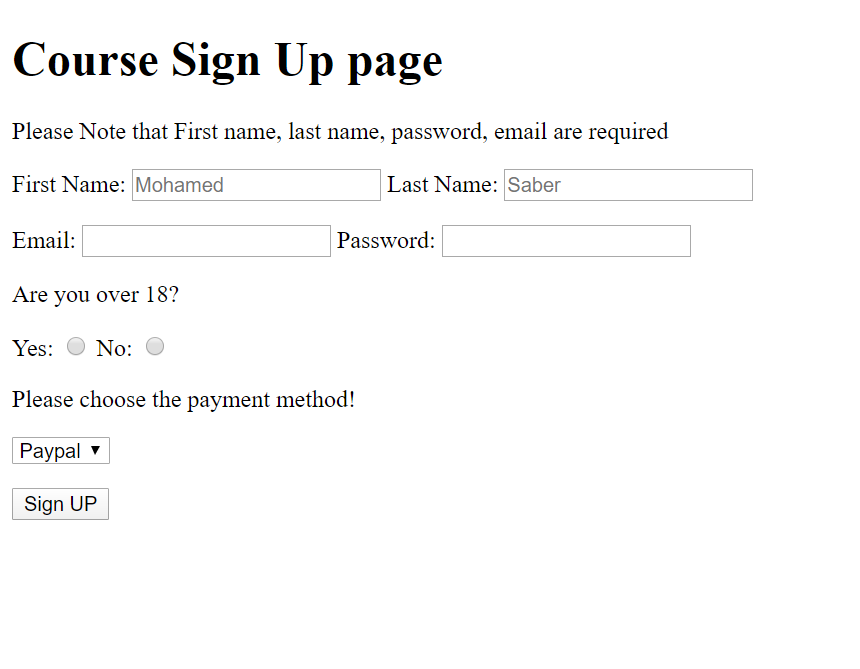 Course Sign Up page
Please Note that First name, last name, password, email are required
First Name: Mohamed Last Name: Saber
Email: Password:
Are you over 18?
Yes: No:
Please choose the payment method!
Paypal
Sign UP